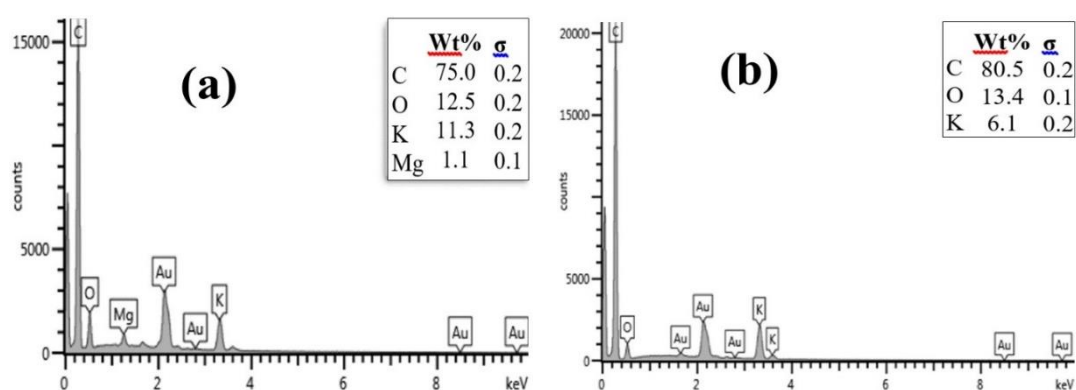 (a)
Wt% σ
C 75.0 0.2
O 12.5 0.2
K 11.3 0.2
Mg 1.1 0.1
counts
15000
5000
0
C
O
Mg
Au
Au
K
Au
Au
0 2 4 6 8 keV
(b)
Wt% σ
C 80.5 0.2
O 13.4 0.1
K 6.1 0.2
counts
20000
15000
5000
0
C
O
Au
Au
Au
K
K
Au
Au
0 2 4 6 8 keV